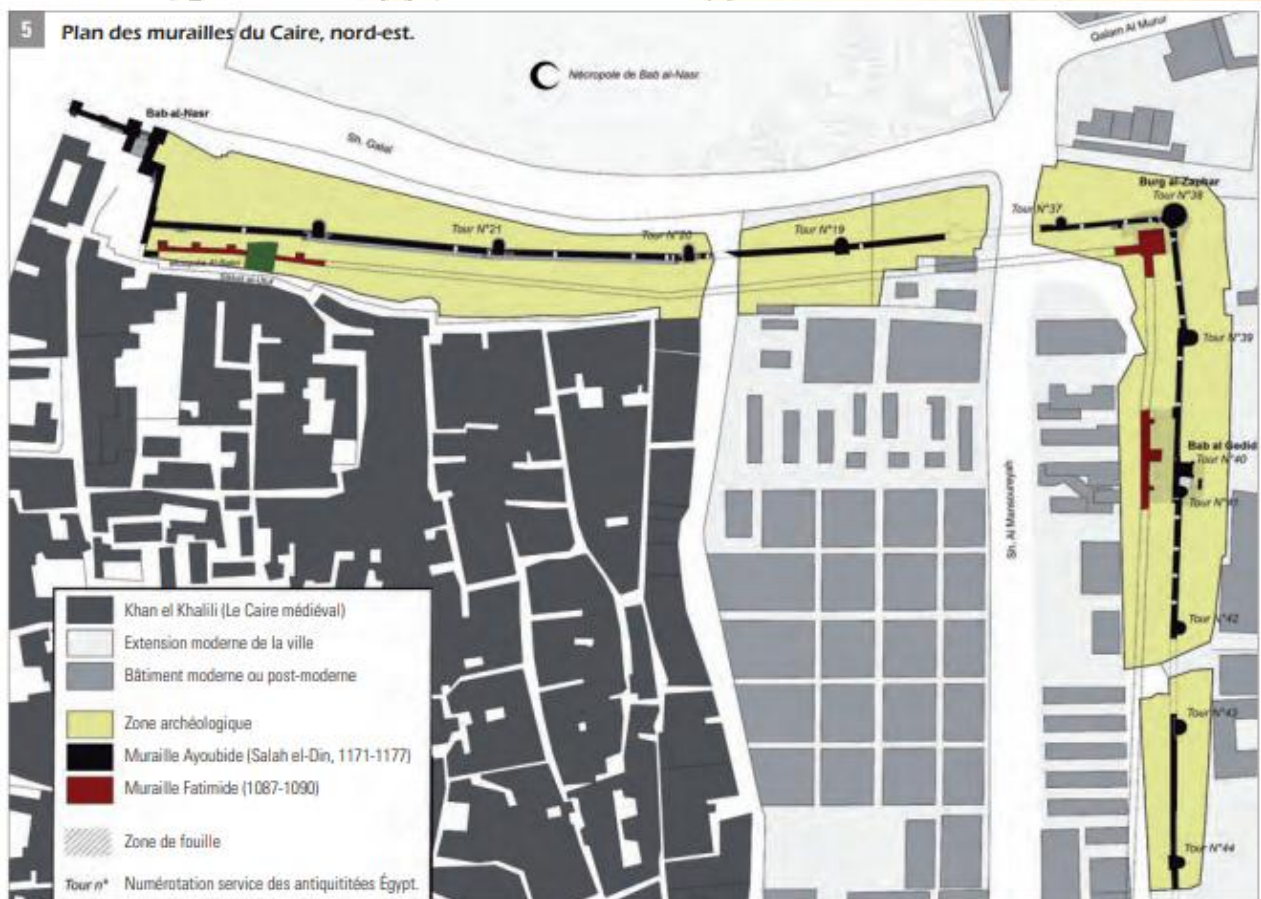 5 Plan des murailles du Caire, nord-est.
Qalam Al Murur
Nécropole de Bab al-Nasr
Bab al-Nasr
Sh. Galal
Burg al-Zaphar
Tour N°38
Tour N°37
Tour N°21
Tour N°20
Tour N°19
Tour N°39
Bab al Gedid
Tour N°40
Tour N°41
Sh. Al Mansoureyah
Tour N°42
Tour N°43
Tour N°44
Khan el Khalili (Le Caire médiéval)
Extension moderne de la ville
Bâtiment moderne ou post-moderne
Zone archéologique
Muraille Ayoubide (Salah el-Din, 1171-1177)
Muraille Fatimide (1087-1090)
Zone de fouille
Tour n° Numérotation service des antiquititées Égypt.